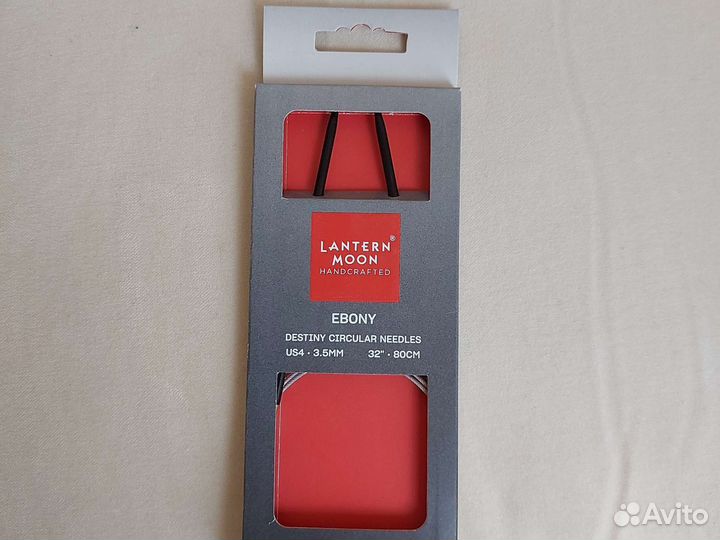 LANTERN®
MOON
HANDCRAFTED
EBONY
DESTINY CIRCULAR NEEDLES
US4 · 3.5MM 32" · 80CM
Avito